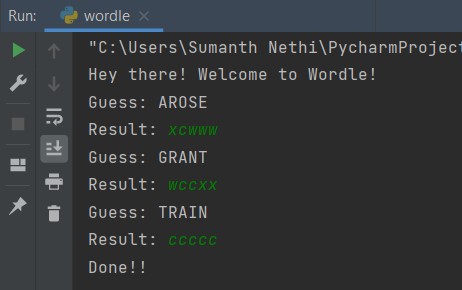 Run: wordle
"C:\Users\Sumanth Nethi\PycharmProject
Hey there! Welcome to Wordle!
Guess: AROSE
Result: xcwww
Guess: GRANT
Result: wccxx
Guess: TRAIN
Result: ccccc
Done!!